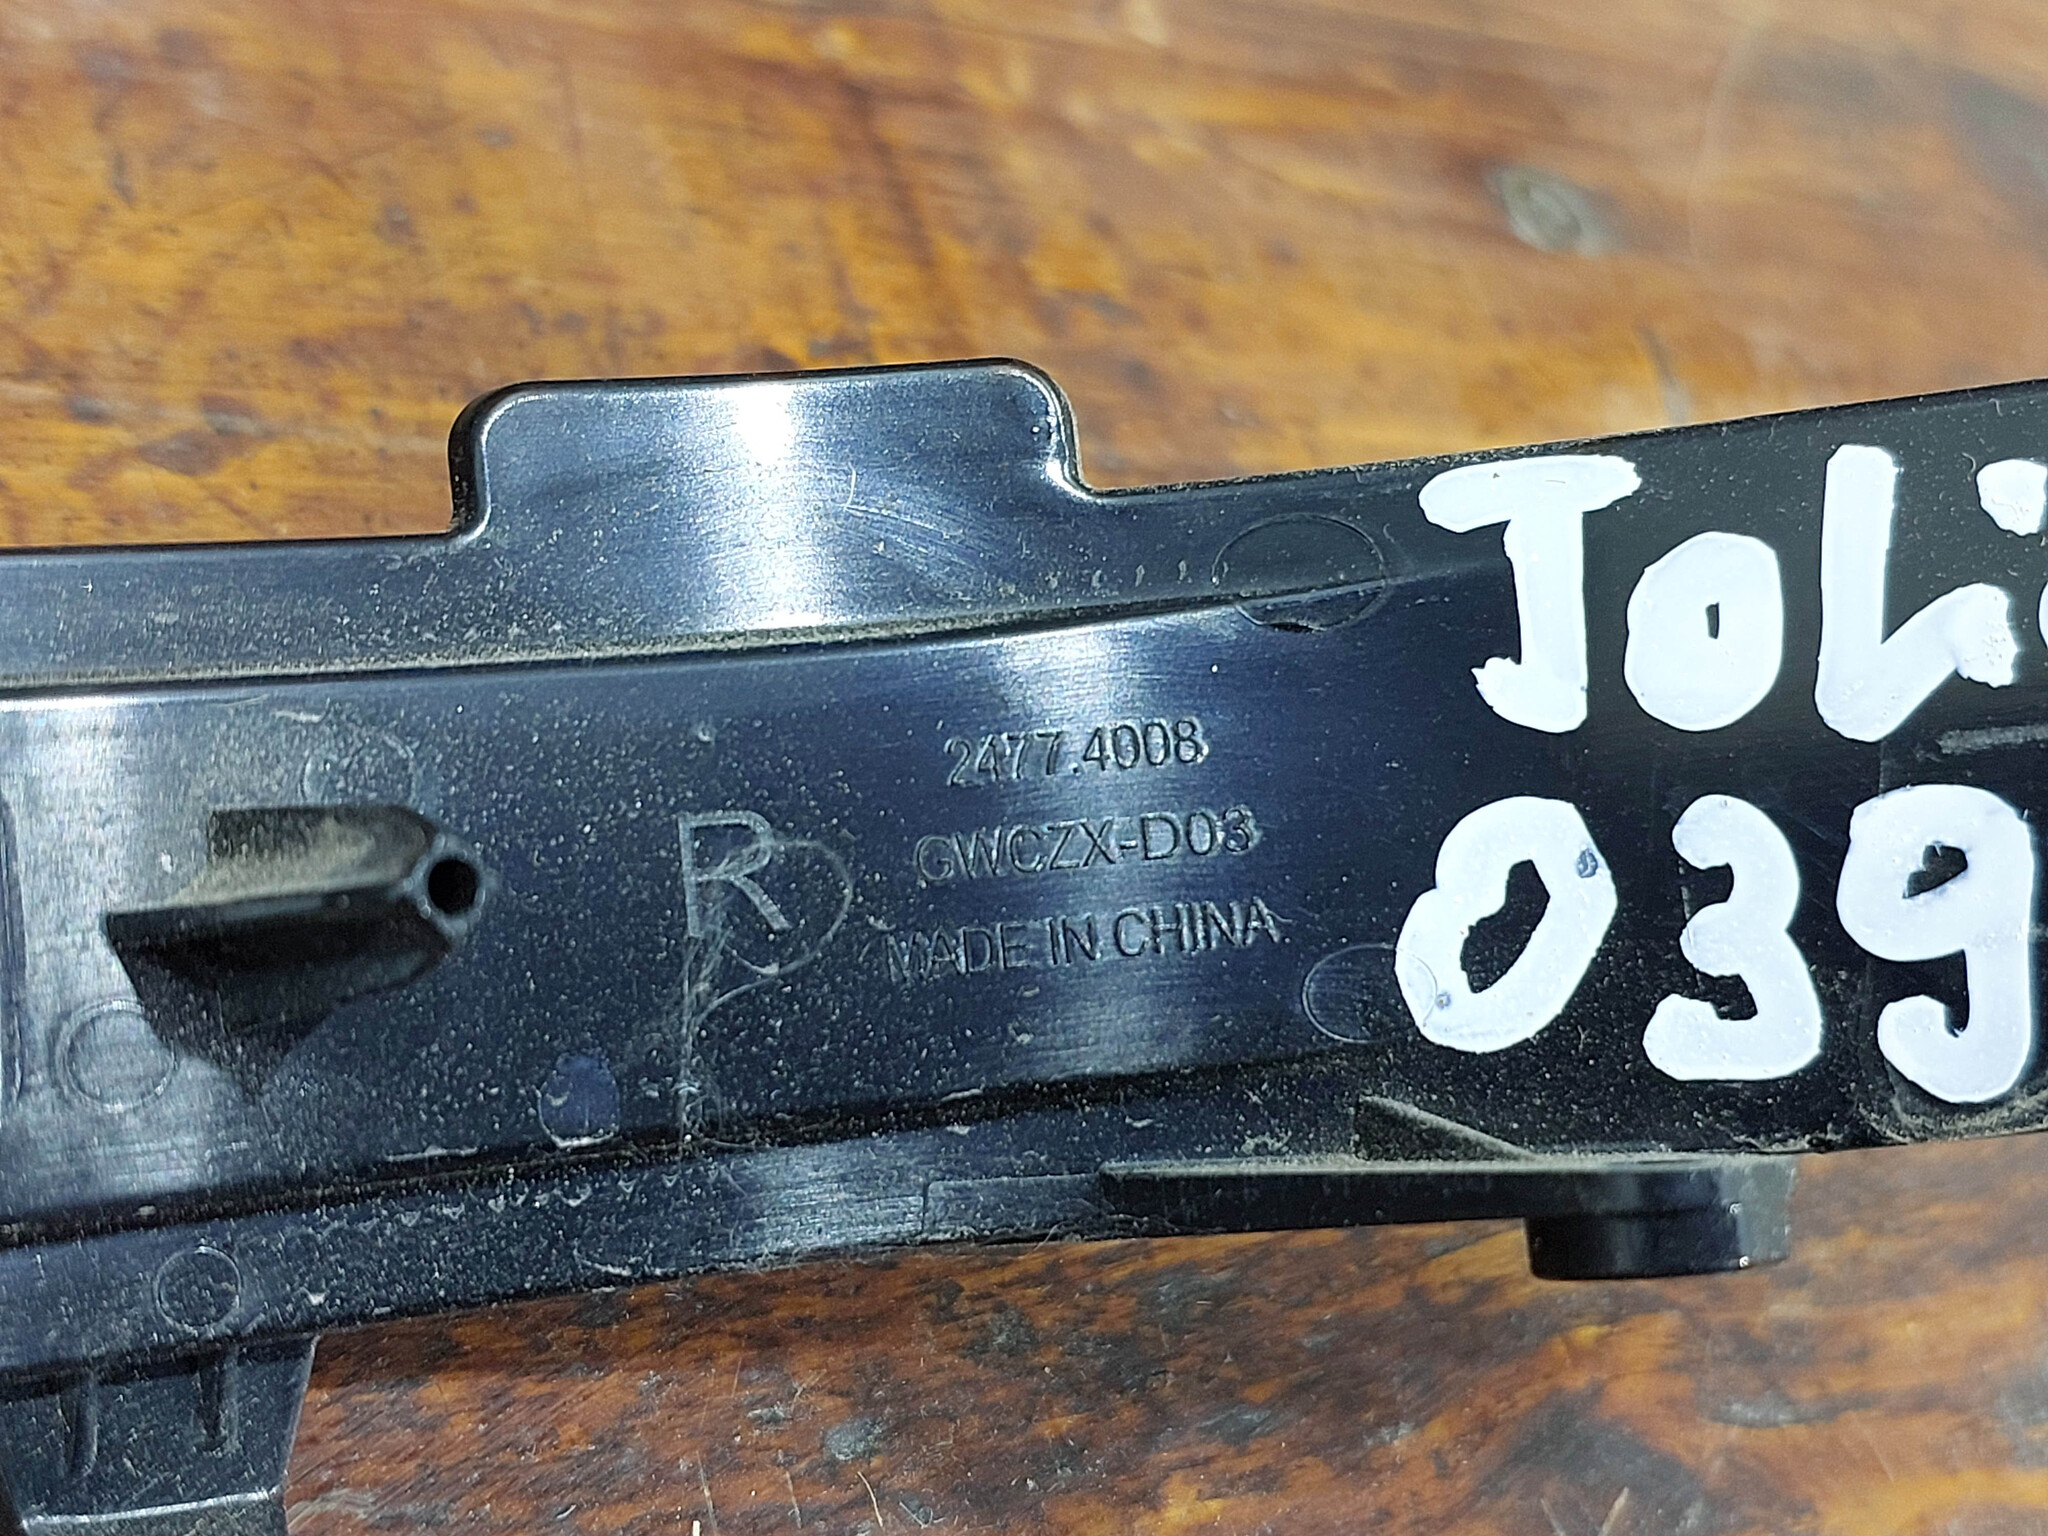 2477.4008
R
GWCZX-D03
MADE IN CHINA
039